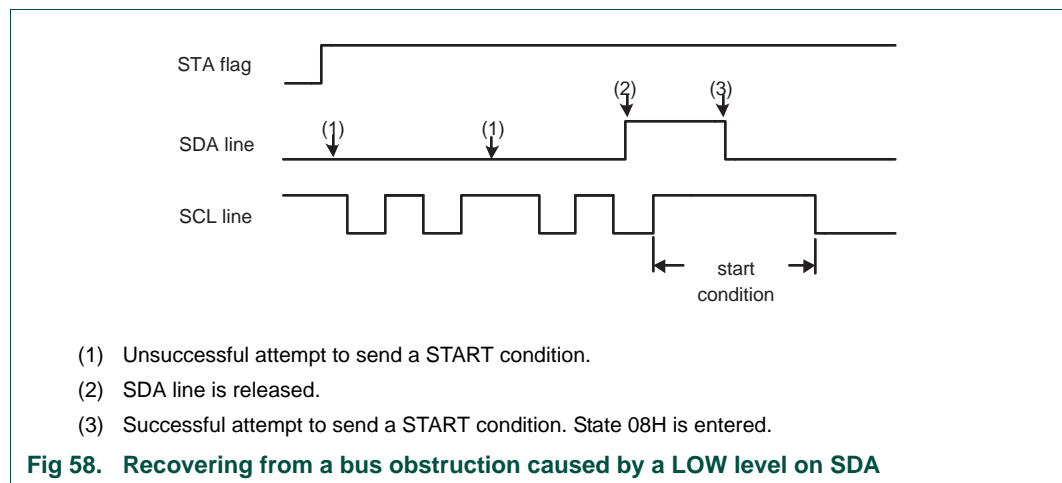 STA flag
(2) (3)
(1) (1)
SDA line
SCL line
start
condition
(1) Unsuccessful attempt to send a START condition.
(2) SDA line is released.
(3) Successful attempt to send a START condition. State 08H is entered.
Fig 58. Recovering from a bus obstruction caused by a LOW level on SDA